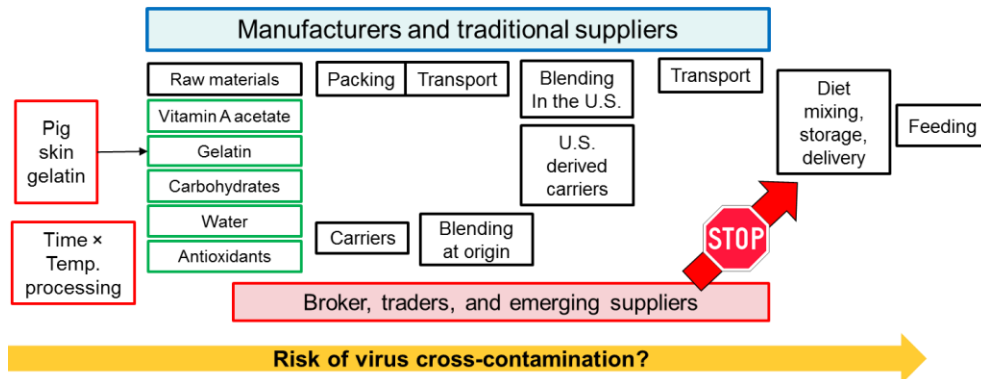 Manufacturers and traditional suppliers
Raw materials
Packing
Transport
Blending
In the U.S.
Transport
Diet
mixing,
storage,
delivery
Feeding
Pig
skin
gelatin
Vitamin A acetate
Gelatin
Carbohydrates
Water
Antioxidants
U.S.
derived
carriers
Time ×
Temp.
processing
Carriers
Blending
at origin
STOP
Broker, traders, and emerging suppliers
Risk of virus cross-contamination?